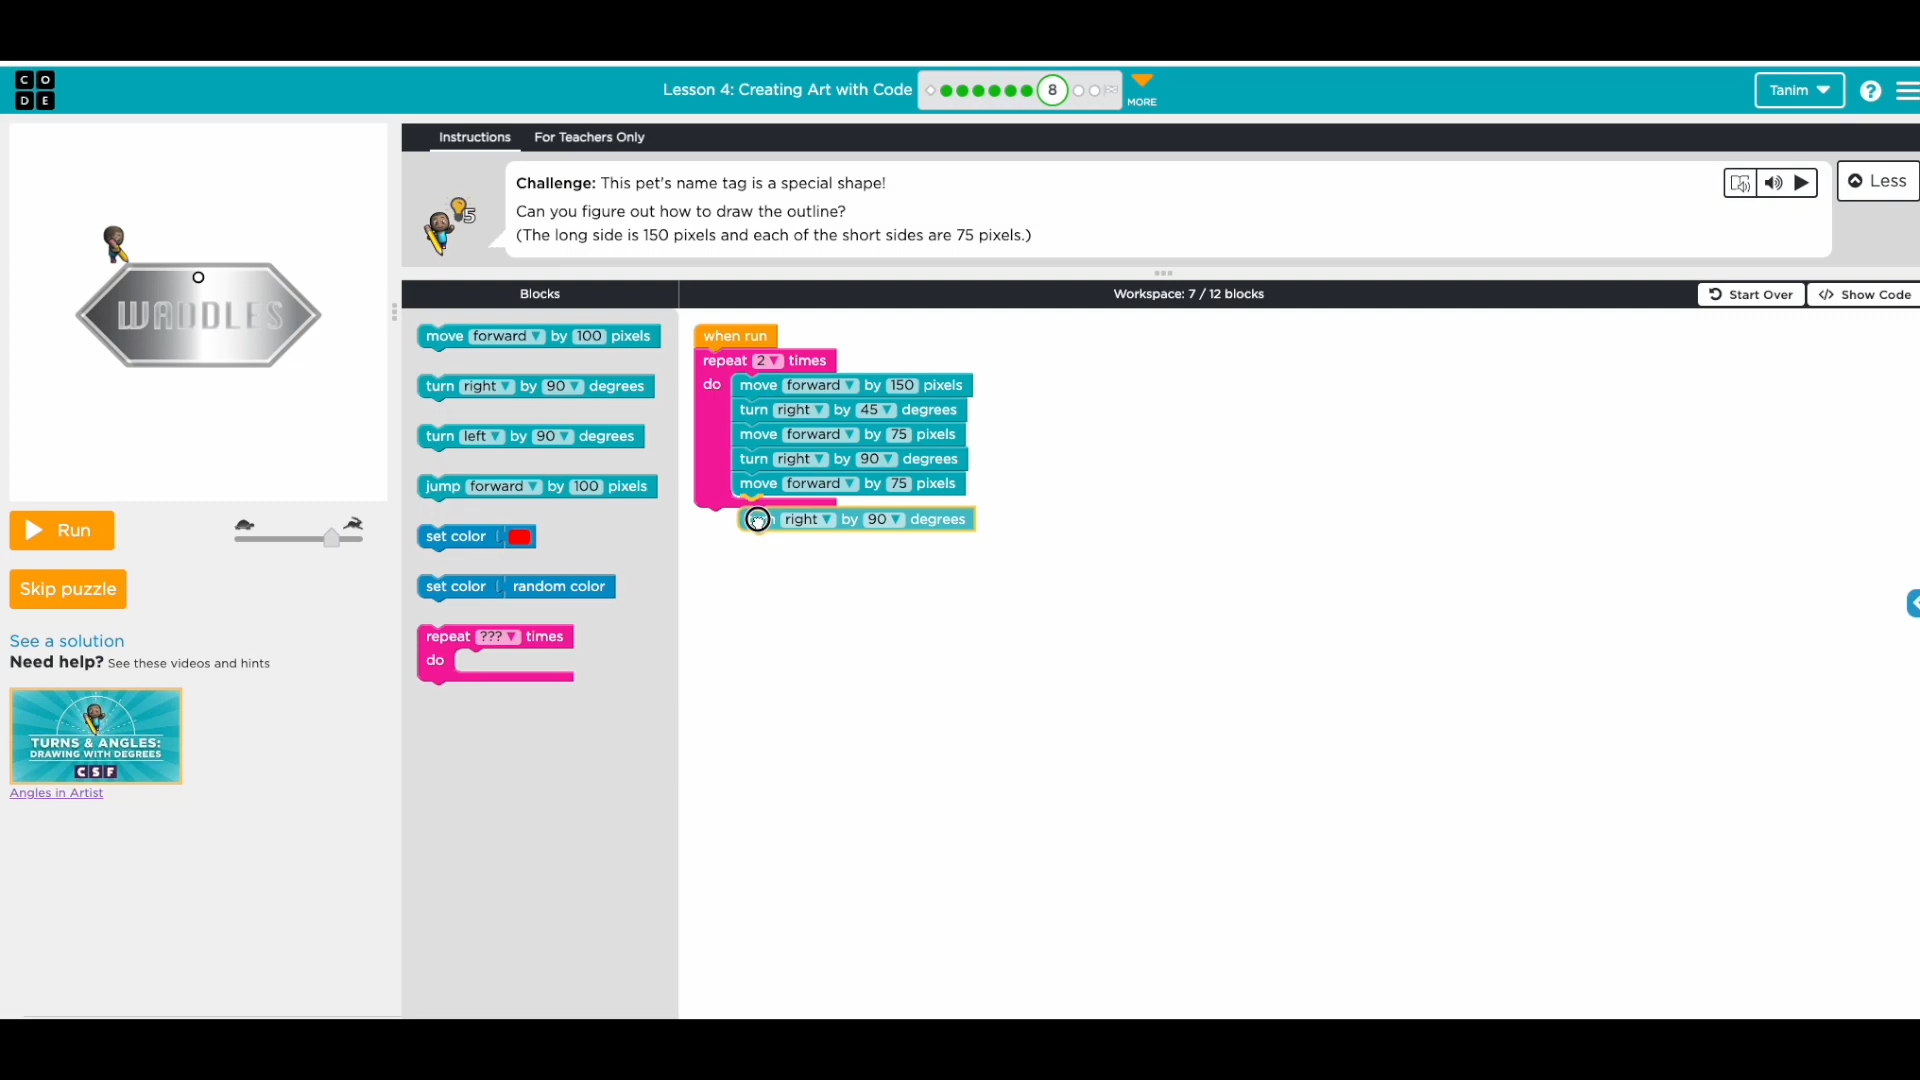 C O
D E
Lesson 4: Creating Art with Code
8
MORE
Tanim
?
Instructions
For Teachers Only
Challenge: This pet's name tag is a special shape!
Can you figure out how to draw the outline?
(The long side is 150 pixels and each of the short sides are 75 pixels.)
5
Less
WADDLES
Blocks
Workspace: 7 / 12 blocks
Start Over
</> Show Code
move forward by 100 pixels
turn right by 90 degrees
turn left by 90 degrees
jump forward by 100 pixels
set color
set color random color
repeat ??? times
do
when run
repeat 2 times
do
move forward by 150 pixels
turn right by 45 degrees
move forward by 75 pixels
turn right by 90 degrees
move forward by 75 pixels
right by 90 degrees
Run
Skip puzzle
See a solution
Need help? See these videos and hints
TURNS & ANGLES:
DRAWING WITH DEGREES
C S F
Angles in Artist